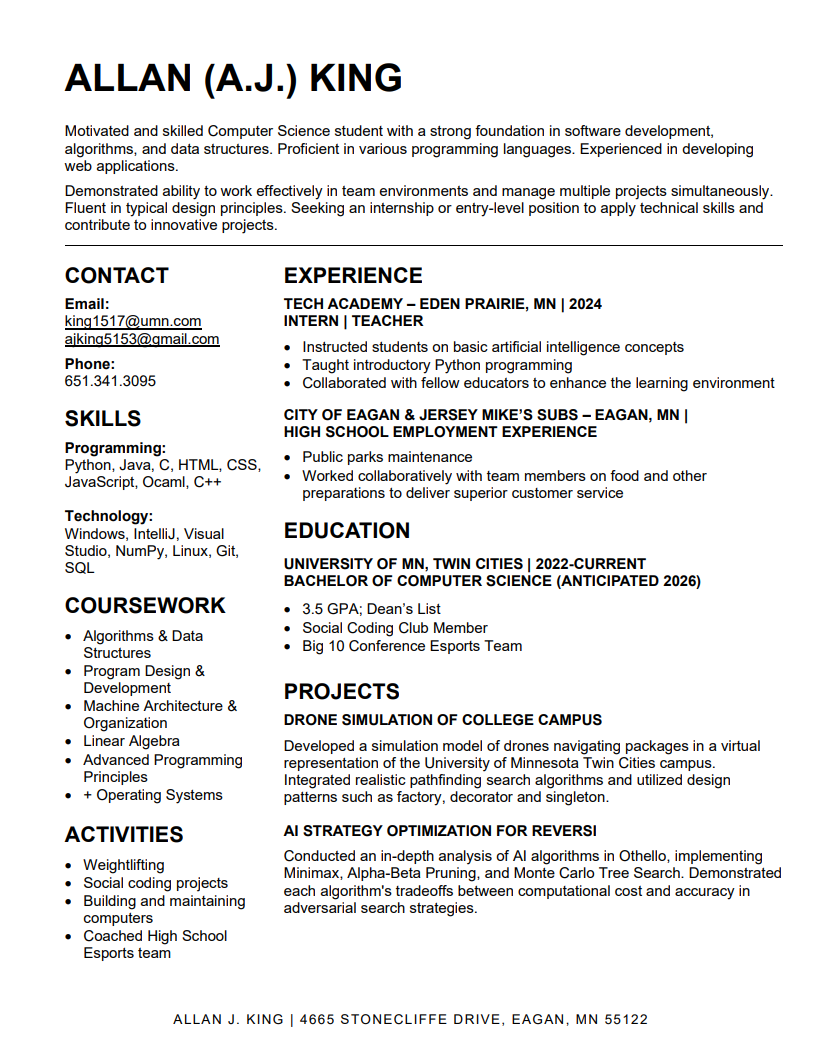 ALLAN (A.J.) KING
Motivated and skilled Computer Science student with a strong foundation in software development,
algorithms, and data structures. Proficient in various programming languages. Experienced in developing
web applications.
Demonstrated ability to work effectively in team environments and manage multiple projects simultaneously.
Fluent in typical design principles. Seeking an internship or entry-level position to apply technical skills and
contribute to innovative projects.
CONTACT
Email:
king1517@umn.com
ajking5153@gmail.com
Phone:
651.341.3095
SKILLS
Programming:
Python, Java, C, HTML, CSS,
JavaScript, Ocaml, C++
Technology:
Windows, IntelliJ, Visual
Studio, NumPy, Linux, Git,
SQL
COURSEWORK
• Algorithms & Data
Structures
• Program Design &
Development
• Machine Architecture &
Organization
• Linear Algebra
• Advanced Programming
Principles
• + Operating Systems
ACTIVITIES
• Weightlifting
• Social coding projects
• Building and maintaining
computers
• Coached High School
Esports team
EXPERIENCE
TECH ACADEMY – EDEN PRAIRIE, MN | 2024
INTERN | TEACHER
• Instructed students on basic artificial intelligence concepts
• Taught introductory Python programming
• Collaborated with fellow educators to enhance the learning environment
CITY OF EAGAN & JERSEY MIKE'S SUBS – EAGAN, MN |
HIGH SCHOOL EMPLOYMENT EXPERIENCE
• Public parks maintenance
• Worked collaboratively with team members on food and other
preparations to deliver superior customer service
EDUCATION
UNIVERSITY OF MN, TWIN CITIES | 2022-CURRENT
BACHELOR OF COMPUTER SCIENCE (ANTICIPATED 2026)
• 3.5 GPA; Dean's List
• Social Coding Club Member
• Big 10 Conference Esports Team
PROJECTS
DRONE SIMULATION OF COLLEGE CAMPUS
Developed a simulation model of drones navigating packages in a virtual
representation of the University of Minnesota Twin Cities campus.
Integrated realistic pathfinding search algorithms and utilized design
patterns such as factory, decorator and singleton.
AI STRATEGY OPTIMIZATION FOR REVERSI
Conducted an in-depth analysis of AI algorithms in Othello, implementing
Minimax, Alpha-Beta Pruning, and Monte Carlo Tree Search. Demonstrated
each algorithm's tradeoffs between computational cost and accuracy in
adversarial search strategies.
ALLAN J. KING | 4665 STONECLIFFE DRIVE, EAGAN, MN 55122